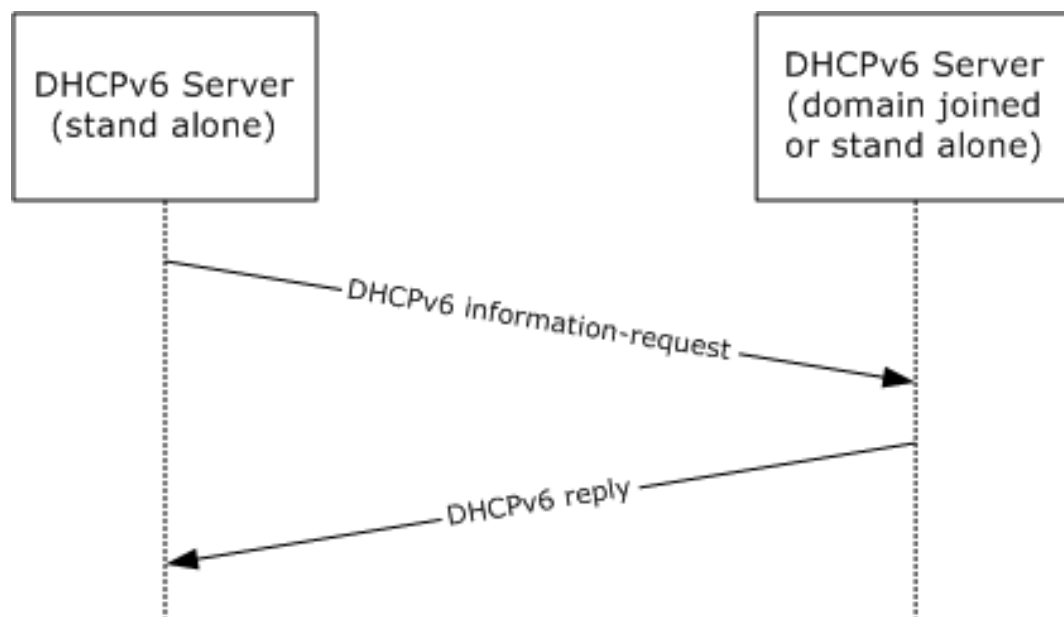 DHCPv6 Server
(stand alone)
DHCPv6 Server
(domain joined
or stand alone)
DHCPv6 information-request
DHCPv6 reply